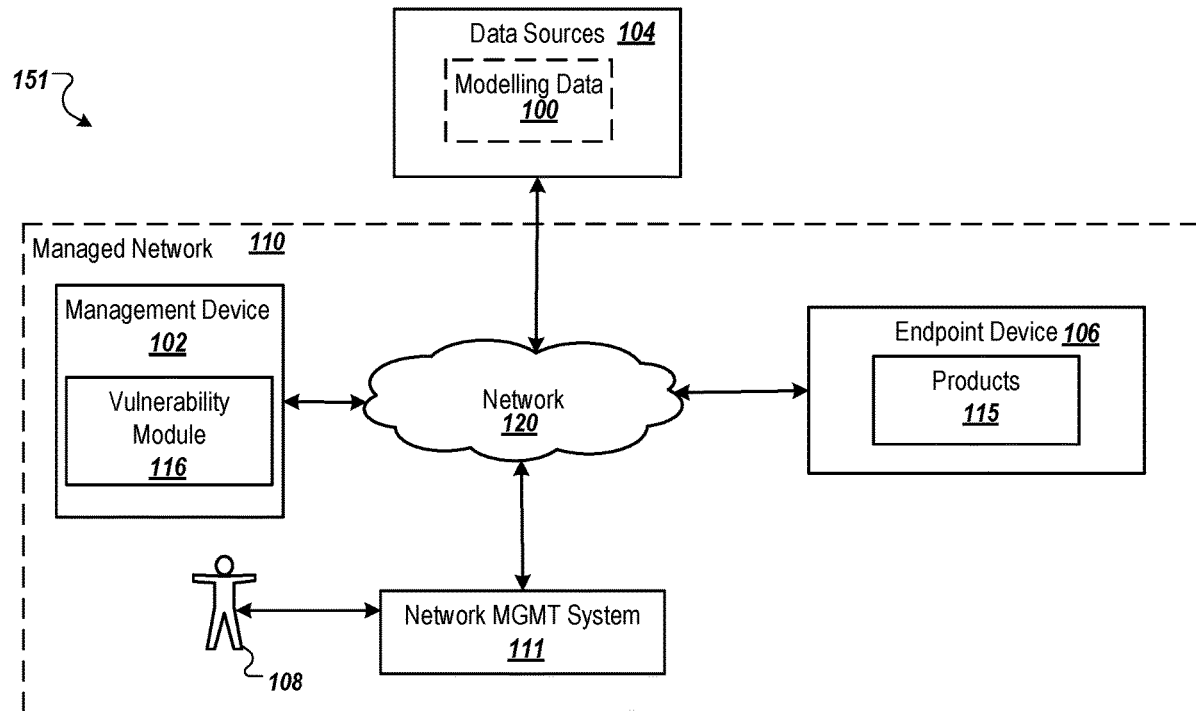 Data Sources 104
Modelling Data
100
151
Managed Network 110
Management Device
102
Vulnerability
Module
116
Network
120
Endpoint Device 106
Products
115
Network MGMT System
111
108